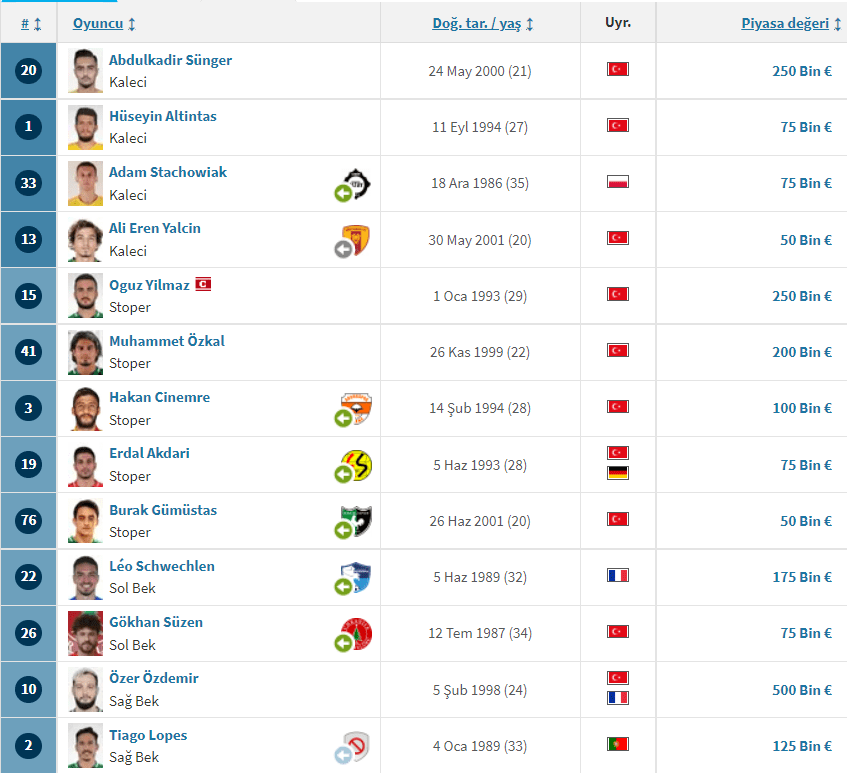 # Oyuncu Doğ. tar. / yaş Uyr. Piyasa değeri
20 Abdulkadir Sünger 24 May 2000 (21) 250 Bin €
Kaleci
1 Hüseyin Altintas 11 Eyl 1994 (27) 75 Bin €
Kaleci
33 Adam Stachowiak 18 Ara 1986 (35) 75 Bin €
Kaleci
13 Ali Eren Yalcin 30 May 2001 (20) 50 Bin €
Kaleci
15 Oguz Yilmaz C 1 Oca 1993 (29) 250 Bin €
Stoper
41 Muhammet Özkal 26 Kas 1999 (22) 200 Bin €
Stoper
3 Hakan Cinemre 14 Şub 1994 (28) 100 Bin €
Stoper
19 Erdal Akdari 5 Haz 1993 (28) 75 Bin €
Stoper
76 Burak Gümüstas 26 Haz 2001 (20) 50 Bin €
Stoper
22 Léo Schwechlen 5 Haz 1989 (32) 175 Bin €
Sol Bek
26 Gökhan Süzen 12 Tem 1987 (34) 75 Bin €
Sol Bek
10 Özer Özdemir 5 Şub 1998 (24) 500 Bin €
Sağ Bek
2 Tiago Lopes 4 Oca 1989 (33) 125 Bin €
Sağ Bek